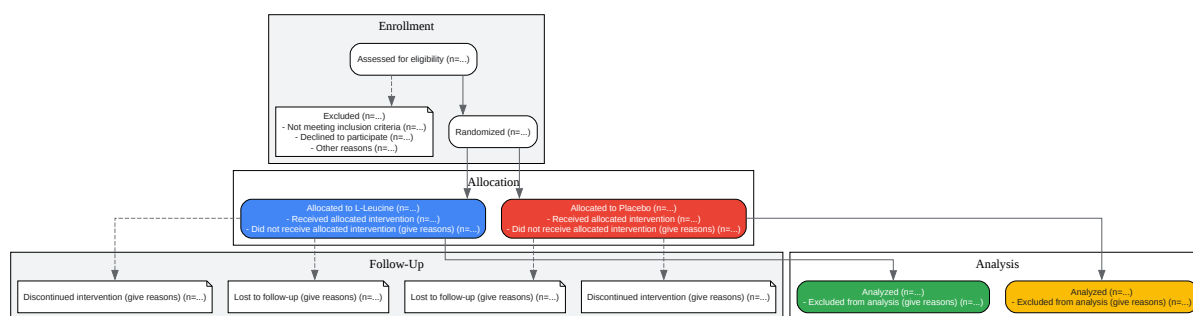 Enrollment
Assessed for eligibility (n=...)
Excluded (n=...)
- Not meeting inclusion criteria (n=...)
- Declined to participate (n=...)
- Other reasons (n=...)
Randomized (n=...)
Allocation
Allocated to L-Leucine (n=...)
- Received allocated intervention (n=...)
- Did not receive allocated intervention (give reasons) (n=...)
Allocated to Placebo (n=...)
- Received allocated intervention (n=...)
- Did not receive allocated intervention (give reasons) (n=...)
Follow-Up
Discontinued intervention (give reasons) (n=...)
Lost to follow-up (give reasons) (n=...)
Lost to follow-up (give reasons) (n=...)
Discontinued intervention (give reasons) (n=...)
Analysis
Analyzed (n=...)
- Excluded from analysis (give reasons) (n=...)
Analyzed (n=...)
- Excluded from analysis (give reasons) (n=...)